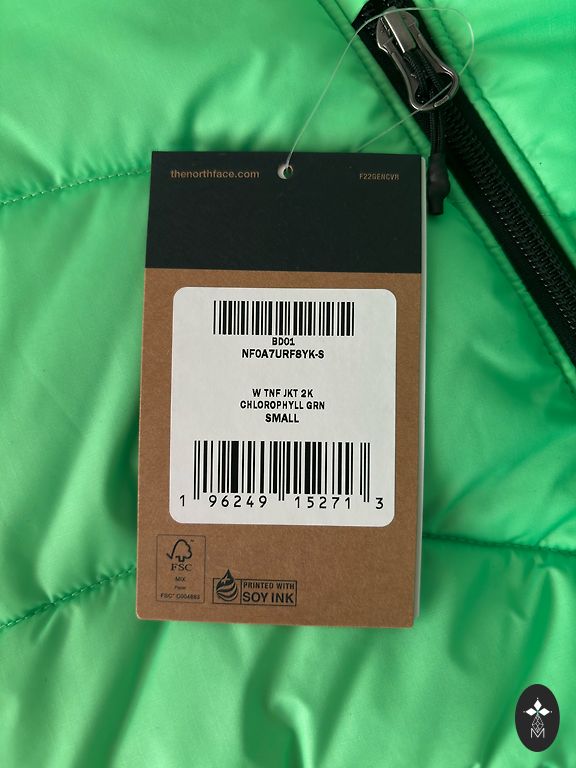 thenorthface.com
F22GENCVR
BD01
NF0A7URF8YK-S
W TNF JKT 2K
CHLOROPHYLL GRN
SMALL
1 96249 15271 3
FSC
MIX
Paper
FSC® C004883
PRINTED WITH
SOY INK
M